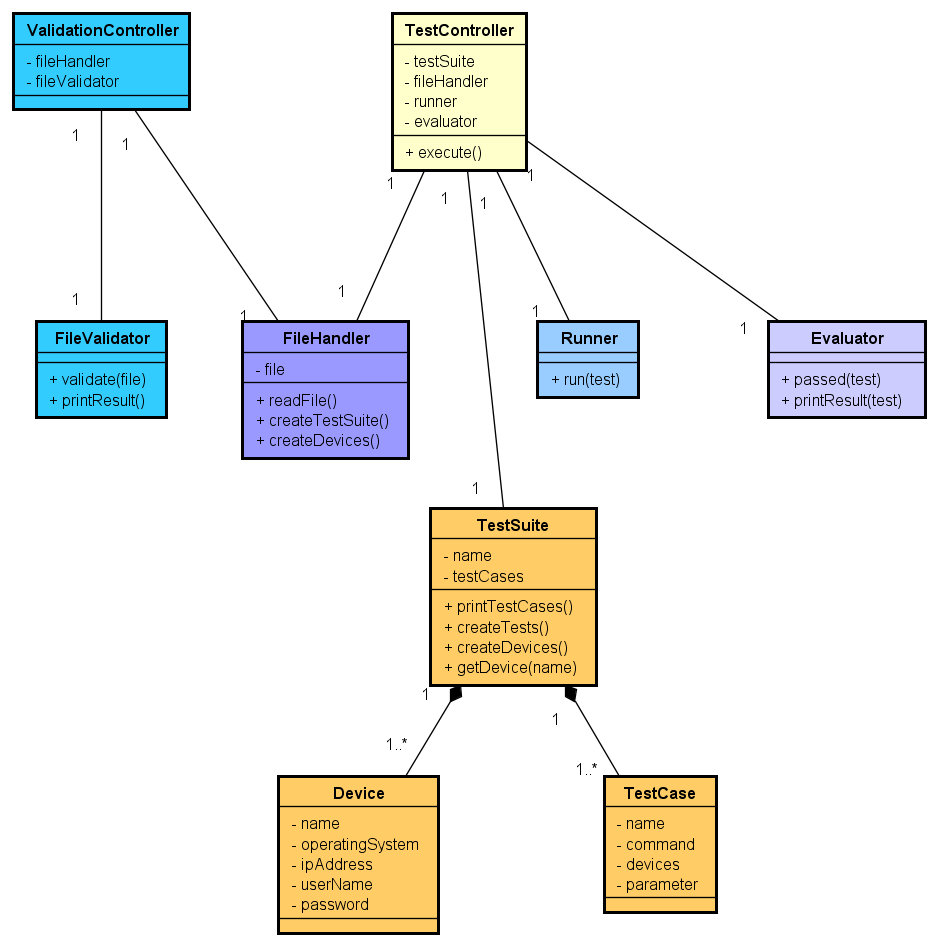 ValidationController
- fileHandler
- fileValidator
TestController
- testSuite
- fileHandler
- runner
- evaluator
+ execute()
1
1
1
1
1
1
1
1
1
1
1
1
FileValidator
+ validate(file)
+ printResult()
FileHandler
- file
+ readFile()
+ createTestSuite()
+ createDevices()
Runner
+ run(test)
Evaluator
+ passed(test)
+ printResult(test)
TestSuite
- name
- testCases
+ printTestCases()
+ createTests()
+ createDevices()
+ getDevice(name)
1
1
1..*
1..*
Device
- name
- operatingSystem
- ipAddress
- userName
- password
TestCase
- name
- command
- devices
- parameter